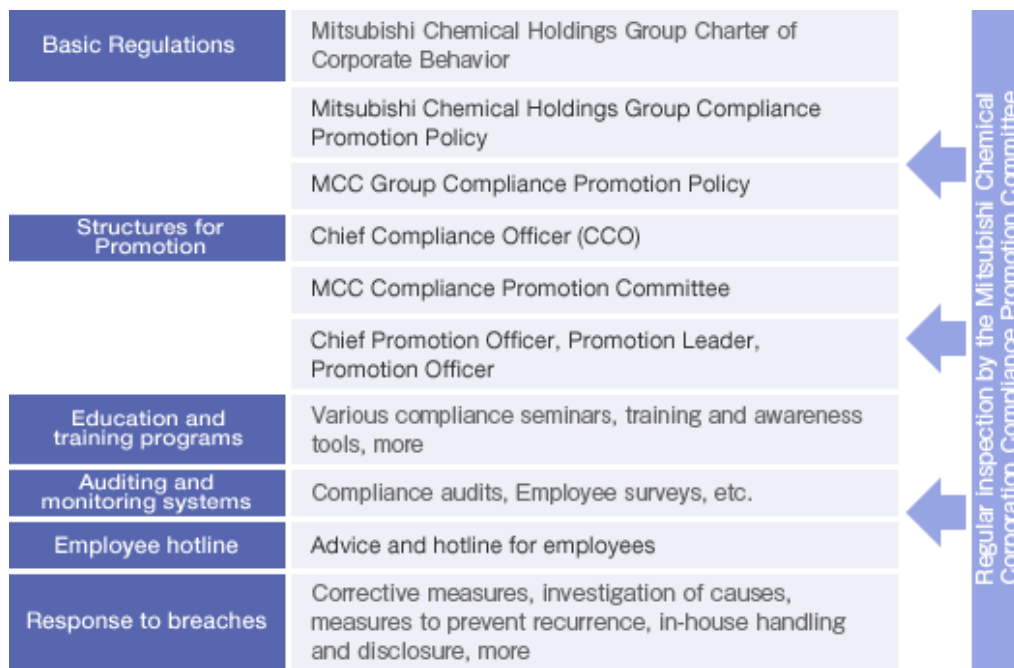 Basic Regulations
Mitsubishi Chemical Holdings Group Charter of
Corporate Behavior
Mitsubishi Chemical Holdings Group Compliance
Promotion Policy
MCC Group Compliance Promotion Policy
Structures for
Promotion
Chief Compliance Officer (CCO)
MCC Compliance Promotion Committee
Chief Promotion Officer, Promotion Leader,
Promotion Officer
Education and
training programs
Various compliance seminars, training and awareness
tools, more
Auditing and
monitoring systems
Compliance audits, Employee surveys, etc.
Employee hotline
Advice and hotline for employees
Response to breaches
Corrective measures, investigation of causes,
measures to prevent recurrence, in-house handling
and disclosure, more
Regular inspection by the Mitsubishi Chemical
Corporation Compliance Promotion Committee